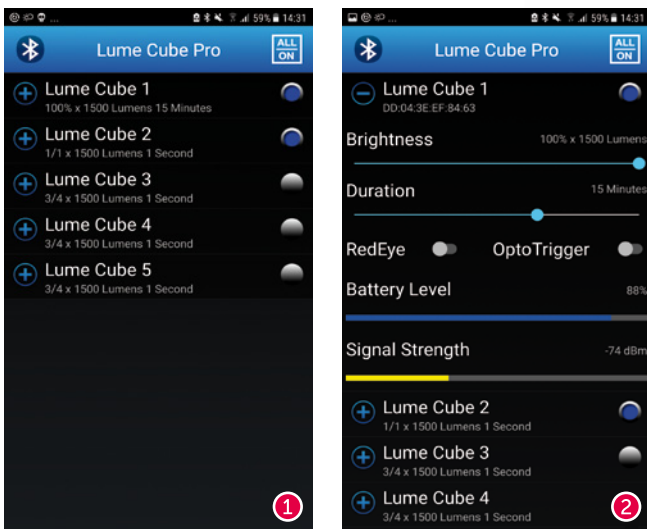 59% 14:31
Lume Cube Pro
ALL
ON
Lume Cube 1
100% x 1500 Lumens 15 Minutes
Lume Cube 2
1/1 x 1500 Lumens 1 Second
Lume Cube 3
3/4 x 1500 Lumens 1 Second
Lume Cube 4
3/4 x 1500 Lumens 1 Second
Lume Cube 5
3/4 x 1500 Lumens 1 Second
1
59% 14:31
Lume Cube Pro
ALL
ON
Lume Cube 1
DD:04:3E:EF:84:63
Brightness 100% x 1500 Lumens
Duration 15 Minutes
RedEye OptoTrigger
Battery Level 88%
Signal Strength -74 dBm
Lume Cube 2
1/1 x 1500 Lumens 1 Second
Lume Cube 3
3/4 x 1500 Lumens 1 Second
Lume Cube 4
3/4 x 1500 Lumens 1 Second
2